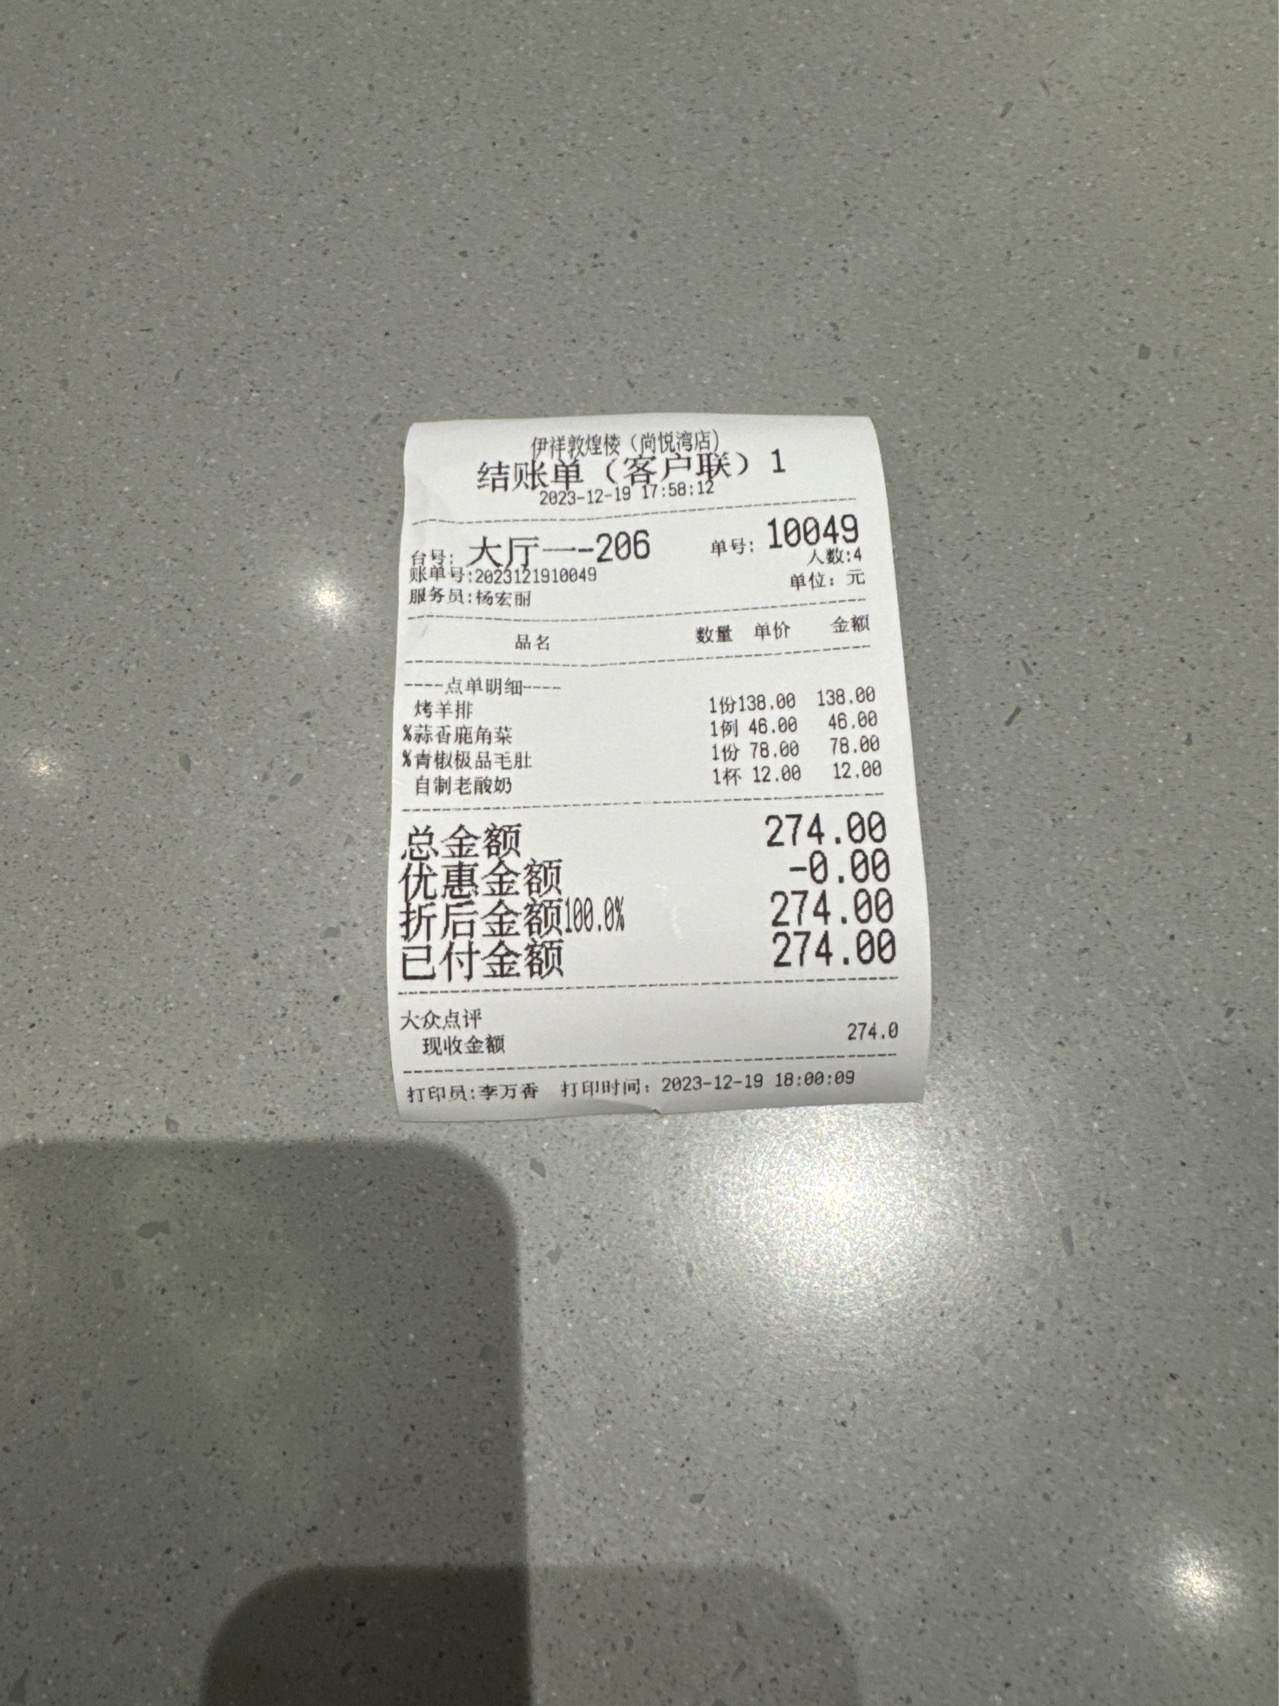 伊祥敦煌楼（尚悦湾店）
结账单（客户联）1
2023-12-19 17:58:12
台号: 大厅一-206 单号: 10049
人数:4
账单号:2023121910049 单位: 元
服务员:杨宏丽
品名 数量 单价 金额
----点单明细----
烤羊排 1份138.00 138.00
%蒜香鹿角菜 1例 46.00 46.00
%青椒极品毛肚 1份 78.00 78.00
自制老酸奶 1杯 12.00 12.00
总金额 274.00
优惠金额 -0.00
折后金额100.0% 274.00
已付金额 274.00
大众点评
现收金额 274.0
打印员:李万香 打印时间: 2023-12-19 18:00:09